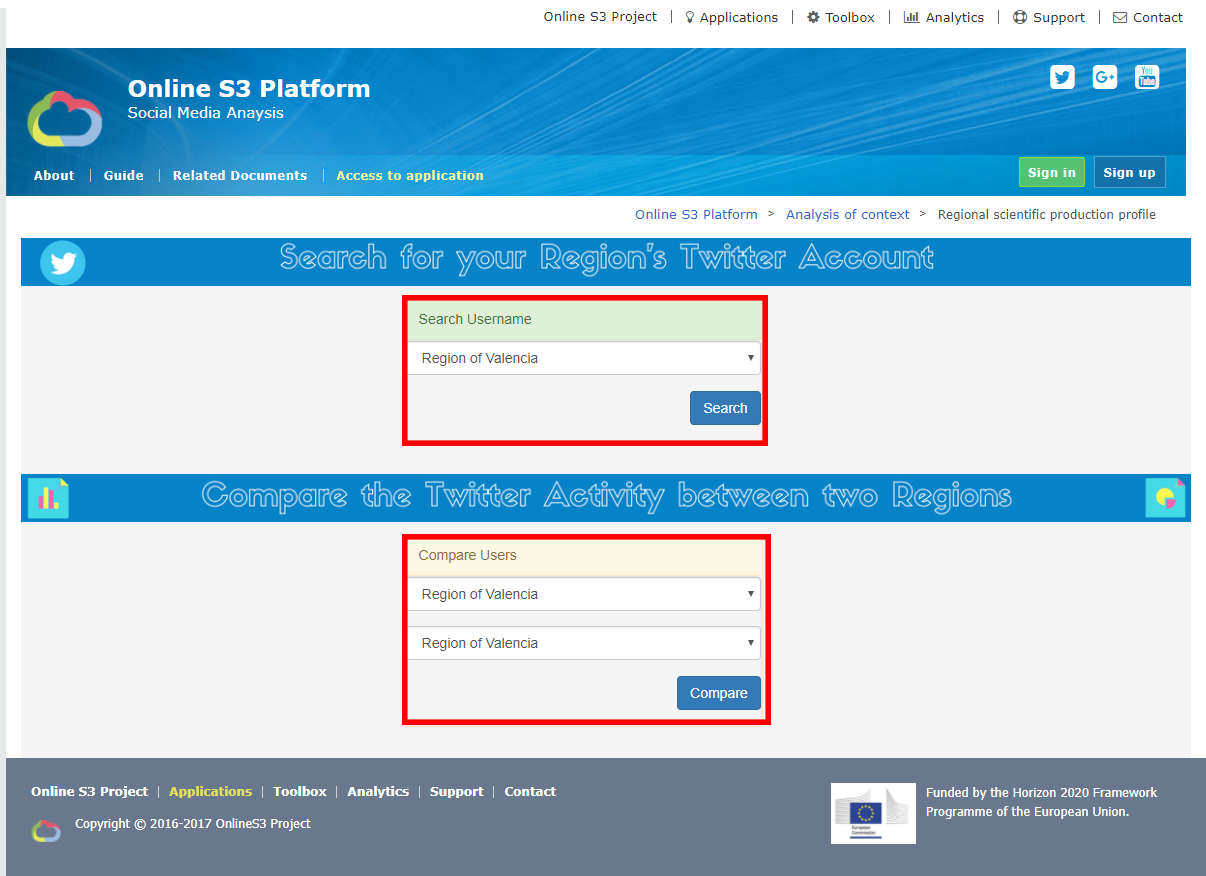 Online S3 Project | Applications | Toolbox | Analytics | Support | Contact
Online S3 Platform
Social Media Anaysis
G+
You
Tube
About | Guide | Related Documents | Access to application
Sign in
Sign up
Online S3 Platform > Analysis of context > Regional scientific production profile
Search for your Region's Twitter Account
Search Username
Region of Valencia
Search
Compare the Twitter Activity between two Regions
Compare Users
Region of Valencia
Region of Valencia
Compare
Online S3 Project | Applications | Toolbox | Analytics | Support | Contact
Copyright © 2016-2017 OnlineS3 Project
European
Commission
Funded by the Horizon 2020 Framework
Programme of the European Union.